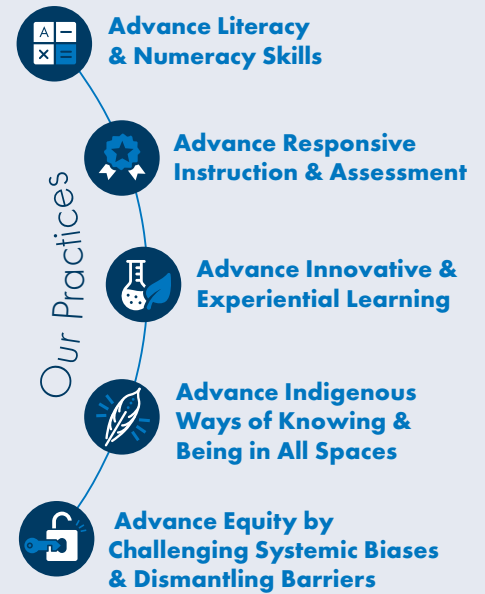 A –
× =
Advance Literacy
& Numeracy Skills
Advance Responsive
Instruction & Assessment
Our Practices
Advance Innovative &
Experiential Learning
Advance Indigenous
Ways of Knowing &
Being in All Spaces
Advance Equity by
Challenging Systemic Biases
& Dismantling Barriers